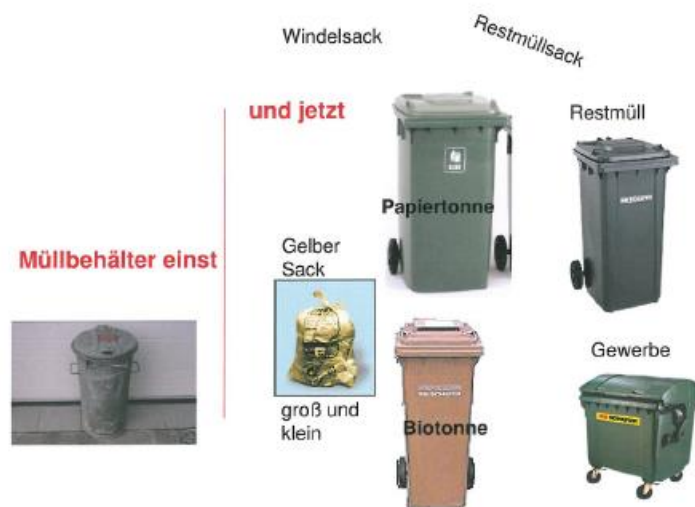 Windelsack
Restmüllsack
und jetzt
Restmüll
Papiertonne
Müllbehälter einst
Gelber
Sack
Gewerbe
groß und
klein
Biotonne